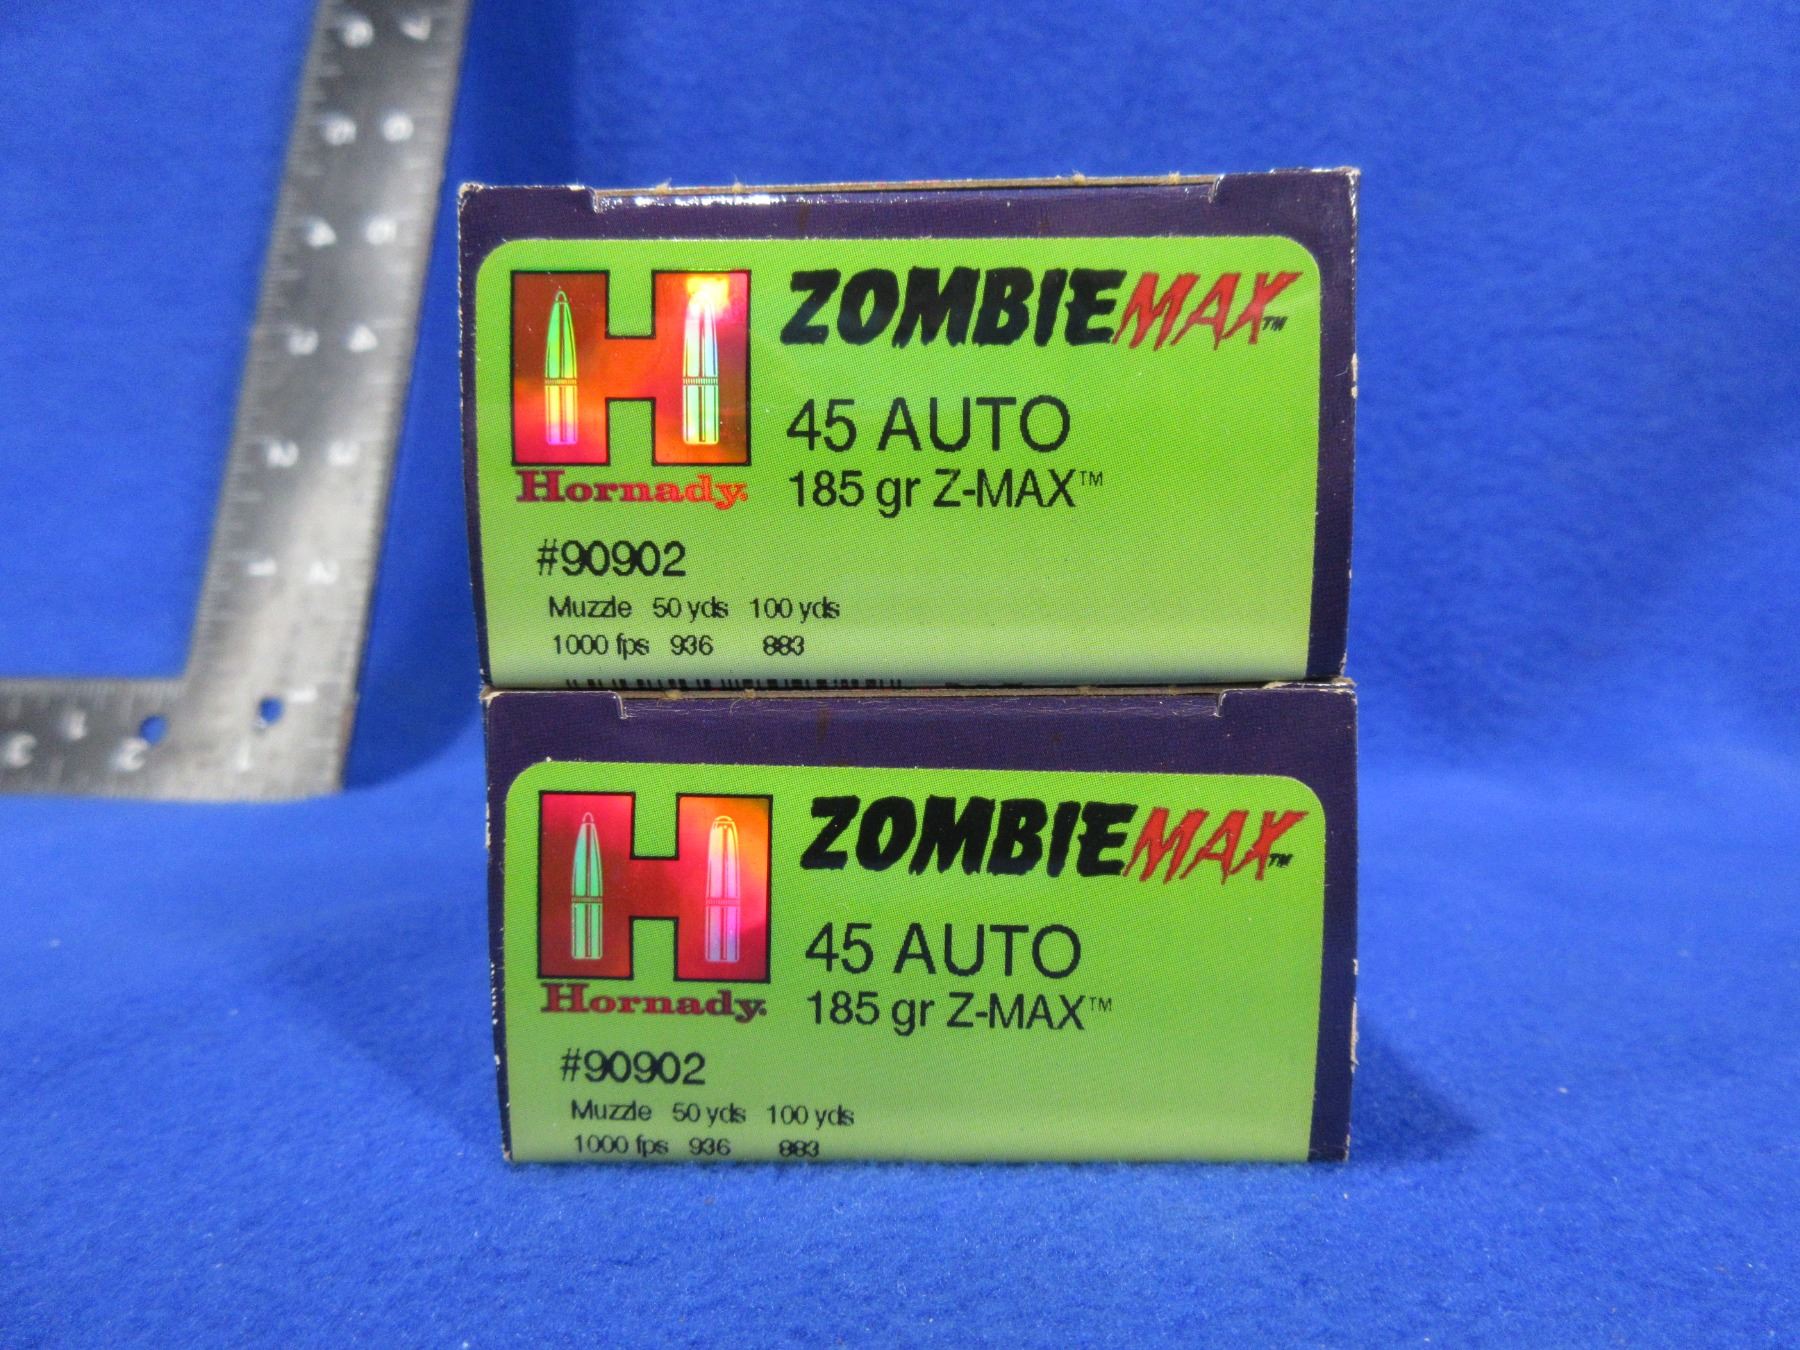 ZOMBIEMAX™
45 AUTO
185 gr Z-MAX™
Hornady.
#90902
Muzzle 50 yds 100 yds
1000 fps 936 883
ZOMBIEMAX™
45 AUTO
185 gr Z-MAX™
Hornady.
#90902
Muzzle 50 yds 100 yds
1000 fps 936 883